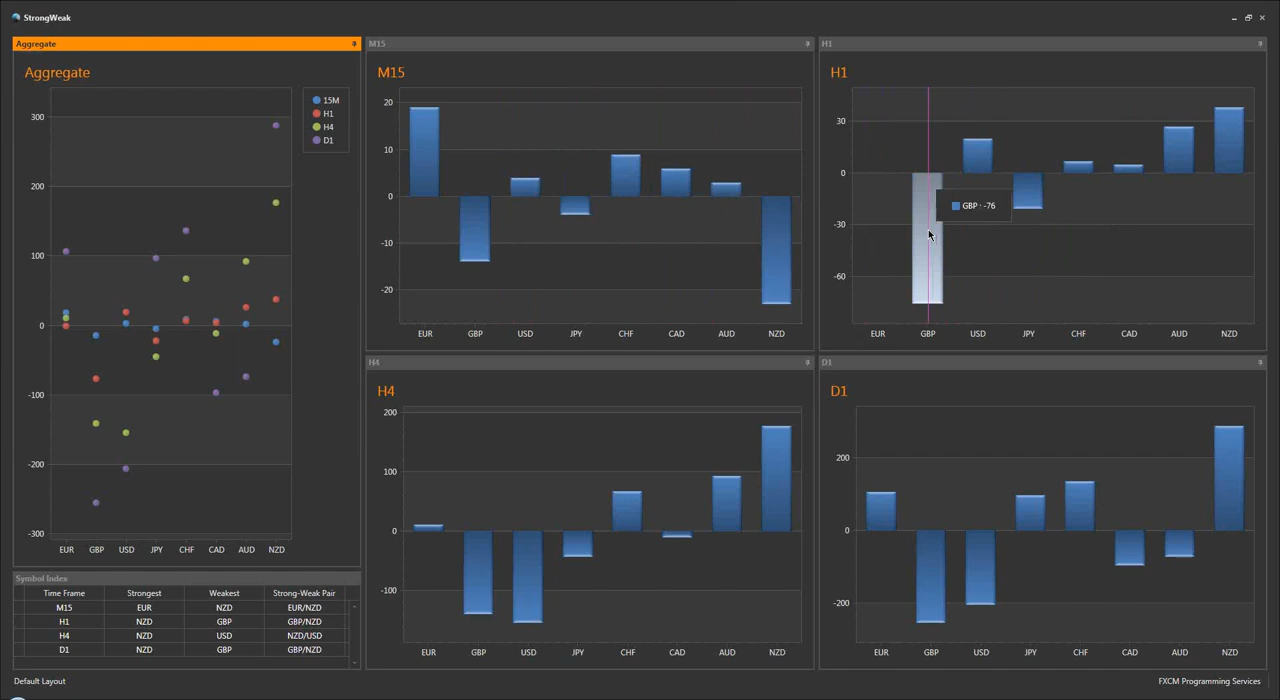 StrongWeak
Aggregate
Aggregate
300
200
100
0
-100
-200
-300
EUR GBP USD JPY CHF CAD AUD NZD
15M
H1
H4
D1
M15
M15
20
10
0
-10
-20
EUR GBP USD JPY CHF CAD AUD NZD
H1
H1
30
0
-30
-60
GBP : -76
EUR GBP USD JPY CHF CAD AUD NZD
H4
H4
200
100
0
-100
EUR GBP USD JPY CHF CAD AUD NZD
D1
D1
200
0
-200
EUR GBP USD JPY CHF CAD AUD NZD
Symbol Index
Time Frame Strongest Weakest Strong-Weak Pair
M15 EUR NZD EUR/NZD
H1 NZD GBP GBP/NZD
H4 NZD USD NZD/USD
D1 NZD GBP GBP/NZD
Default Layout
FXCM Programming Services